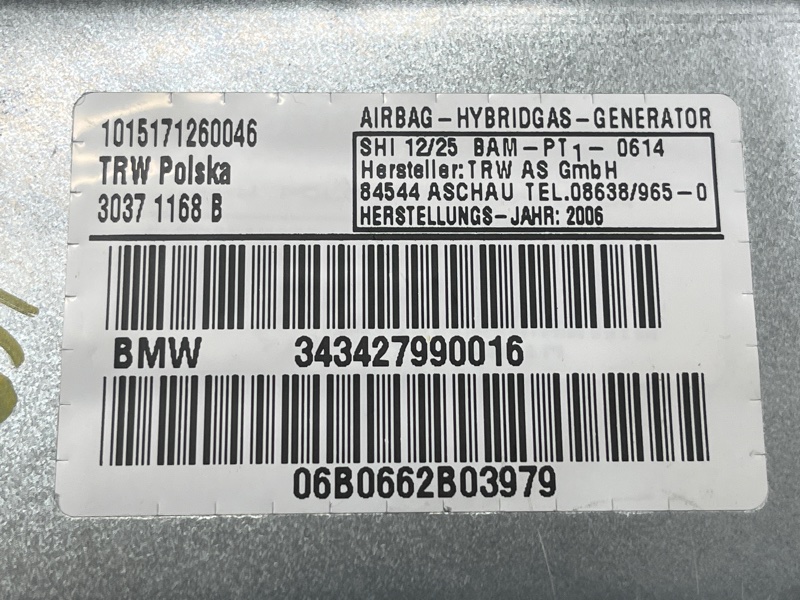 1015171260046
TRW Polska
3037 1168 B
AIRBAG-HYBRIDGAS-GENERATOR
SHI 12/25 BAM-PT1-0614
Hersteller:TRW AS GmbH
84544 ASCHAU TEL.08638/965-0
HERSTELLUNGS-JAHR: 2006
BMW 343427990016
06B0662B03979